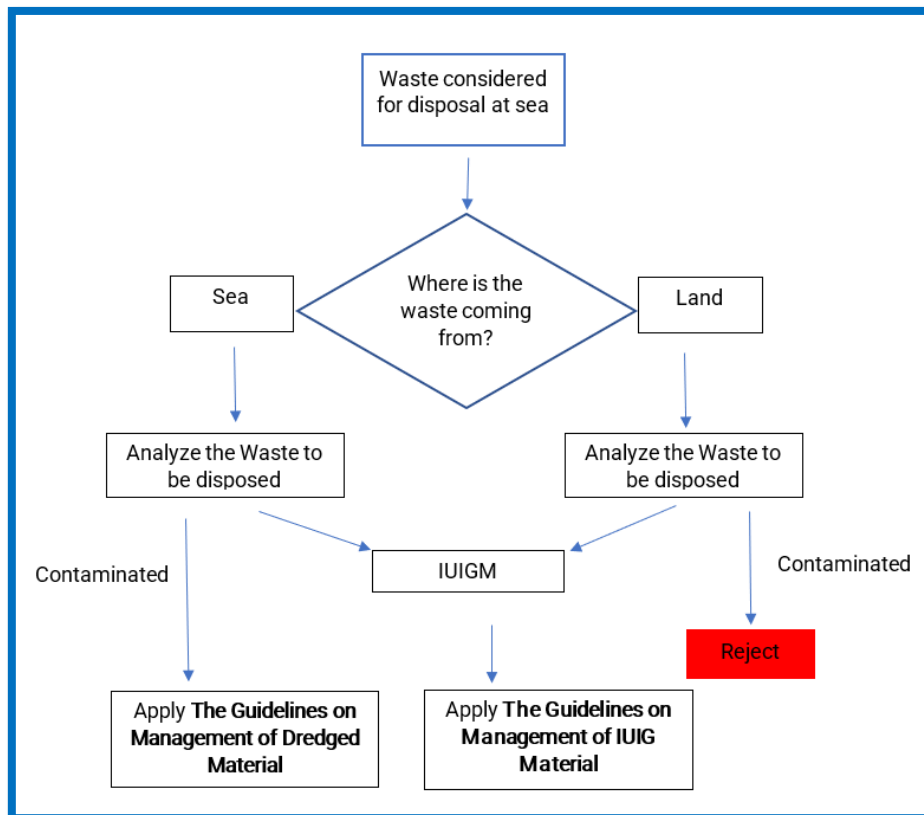 Waste considered
for disposal at sea
Where is the
waste coming
from?
Sea
Land
Analyze the Waste to
be disposed
Analyze the Waste to
be disposed
Contaminated
IUIGM
Contaminated
Reject
Apply The Guidelines on
Management of Dredged
Material
Apply The Guidelines on
Management of IUIG
Material